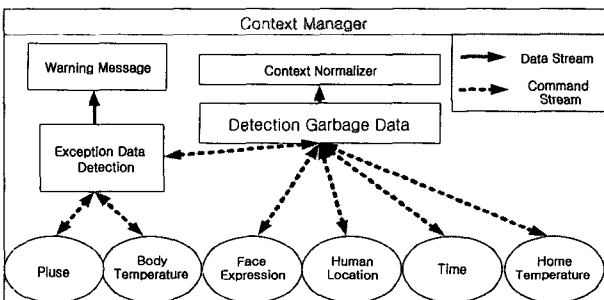 Context Manager
Warning Message
Context Normalizer
Data Stream
Command
Stream
Detection Garbage Data
Exception Data
Detection
Pluse
Body
Temperature
Face
Expression
Human
Location
Time
Home
Temperature